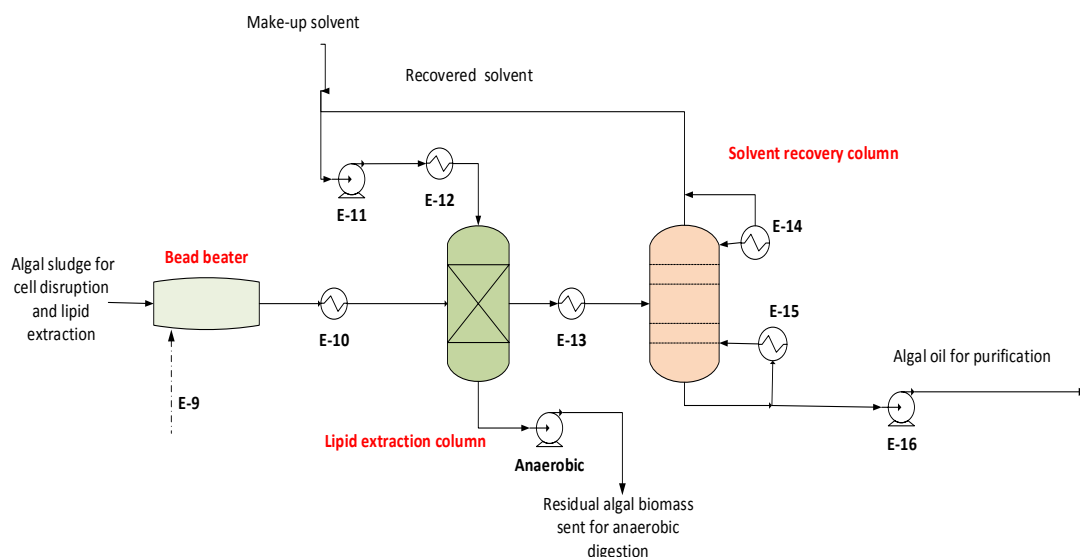 Make-up solvent
Recovered solvent
Solvent recovery column
E-11
E-12
E-14
Bead beater
Algal sludge for
cell disruption
and lipid
extraction
E-10
E-13
E-15
Algal oil for purification
E-9
Lipid extraction column
Anaerobic
E-16
Residual algal biomass
sent for anaerobic
digestion